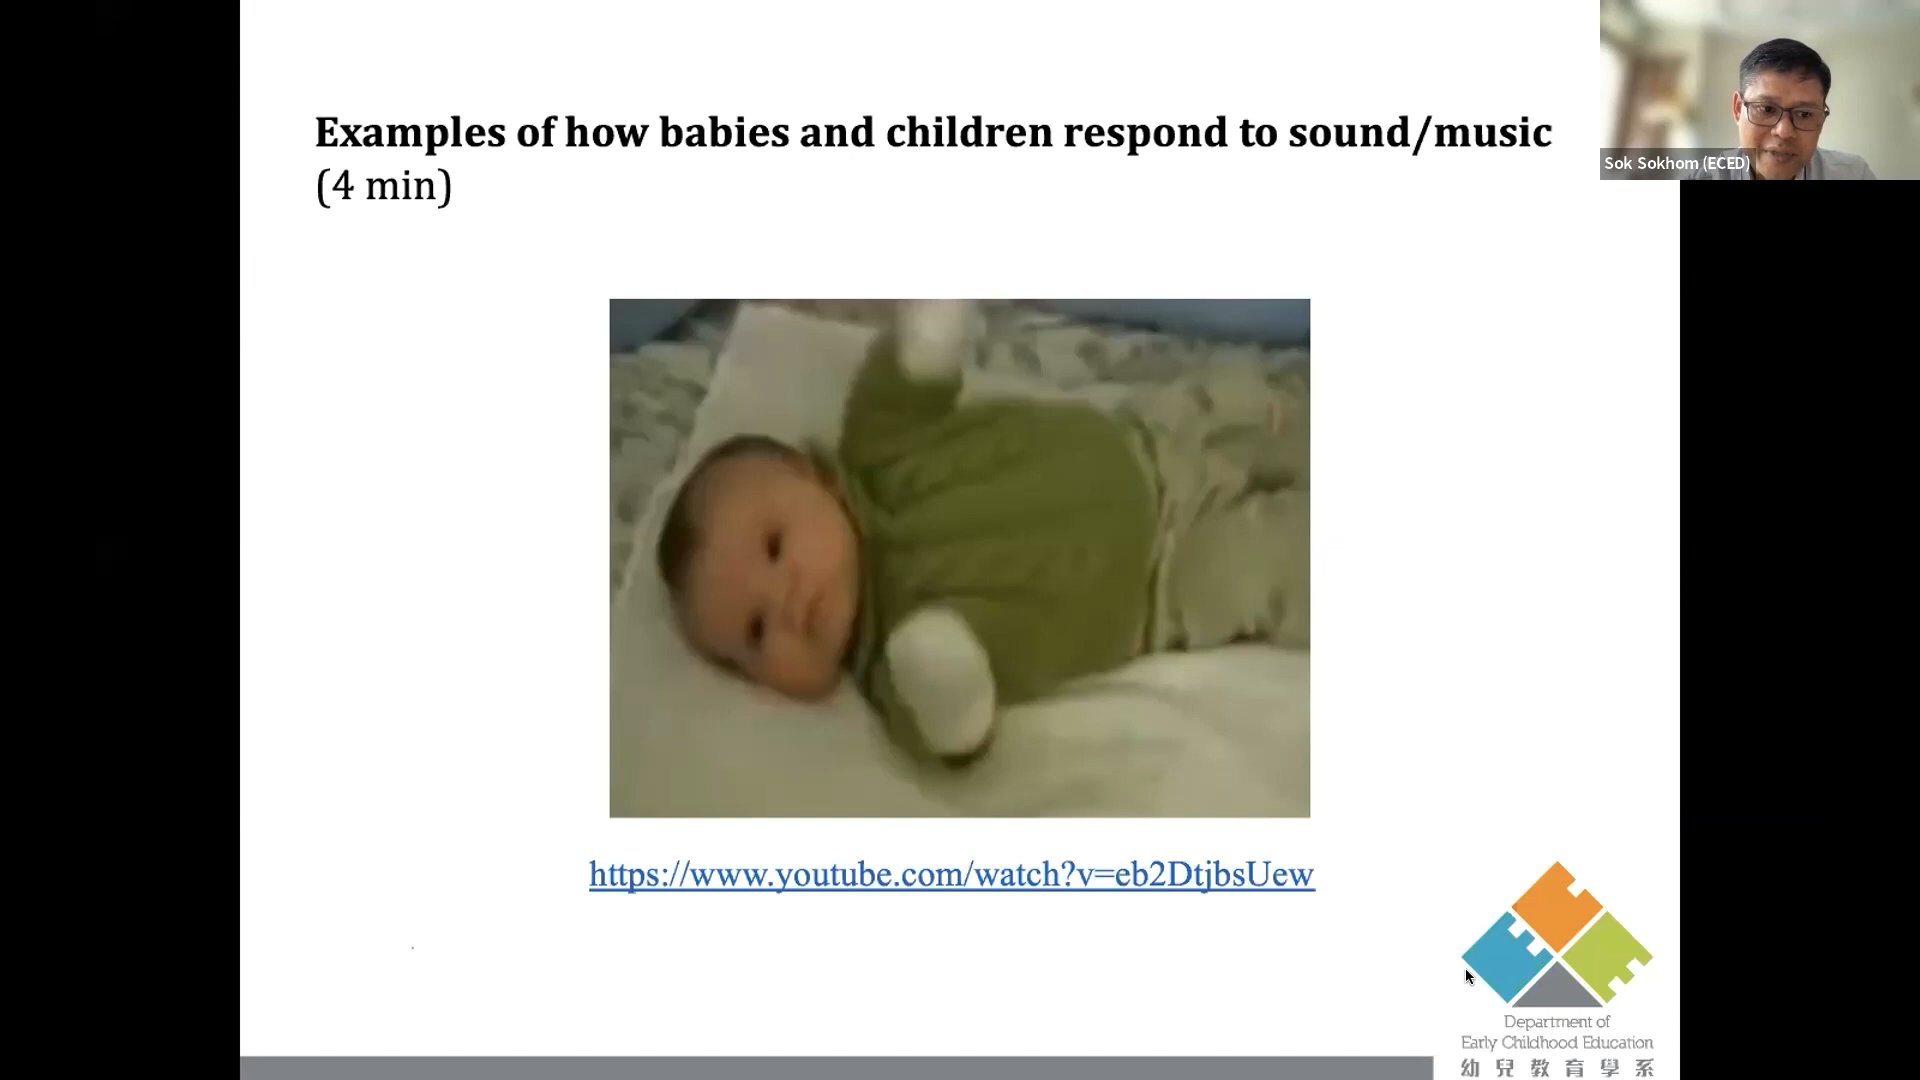 Examples of how babies and children respond to sound/music
(4 min)
Sok Sokhom (ECED)
https://www.youtube.com/watch?v=eb2DtjbsUew
Department of
Early Childhood Education
幼兒教育學系